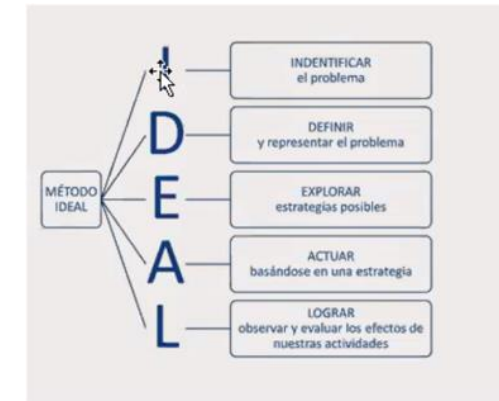 MÉTODO
IDEAL
I
INDENTIFICAR
el problema
D
DEFINIR
y representar el problema
E
EXPLORAR
estrategias posibles
A
ACTUAR
basándose en una estrategia
L
LOGRAR
observar y evaluar los efectos de
nuestras actividades